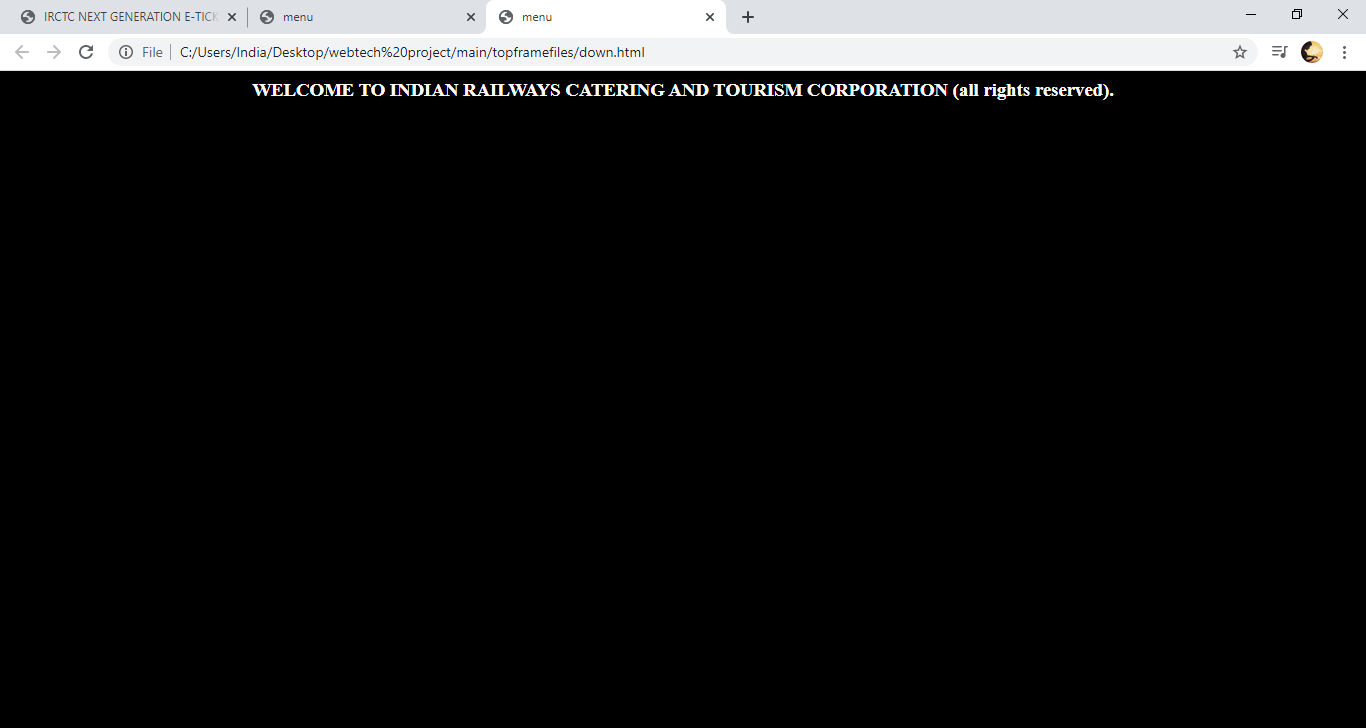 IRCTC NEXT GENERATION E-TICK
menu
menu
File
C:/Users/India/Desktop/webtech%20project/main/topframefiles/down.html
WELCOME TO INDIAN RAILWAYS CATERING AND TOURISM CORPORATION (all rights reserved).